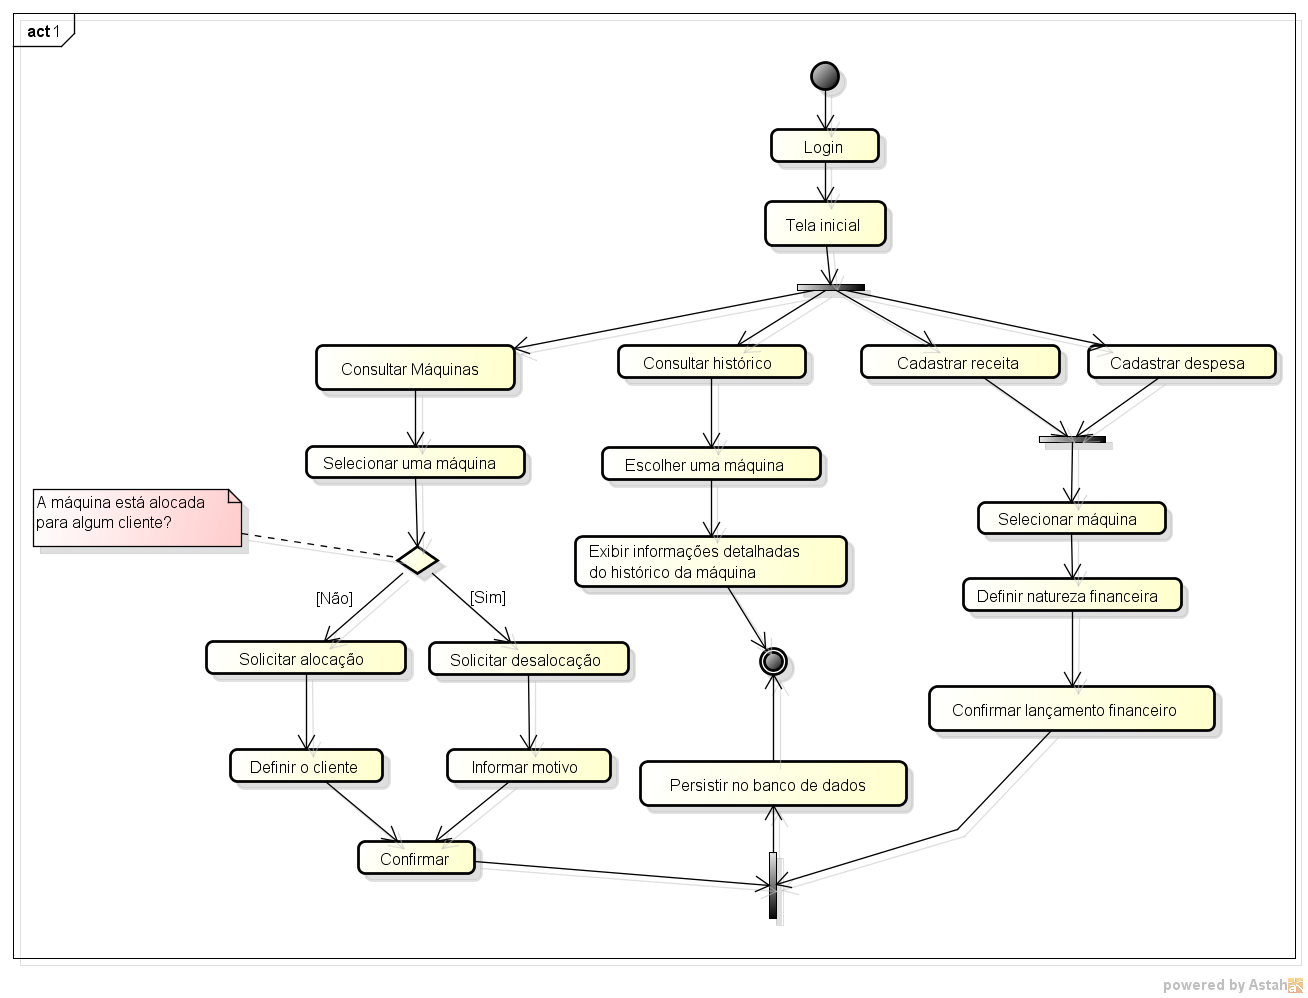 act 1
Login
Tela inicial
Consultar Máquinas
Consultar histórico
Cadastrar receita
Cadastrar despesa
Selecionar uma máquina
Escolher uma máquina
A máquina está alocada
para algum cliente?
Selecionar máquina
Exibir informações detalhadas
do histórico da máquina
[Não]
[Sim]
Definir natureza financeira
Solicitar alocação
Solicitar desalocação
Confirmar lançamento financeiro
Definir o cliente
Informar motivo
Persistir no banco de dados
Confirmar
powered by Astah